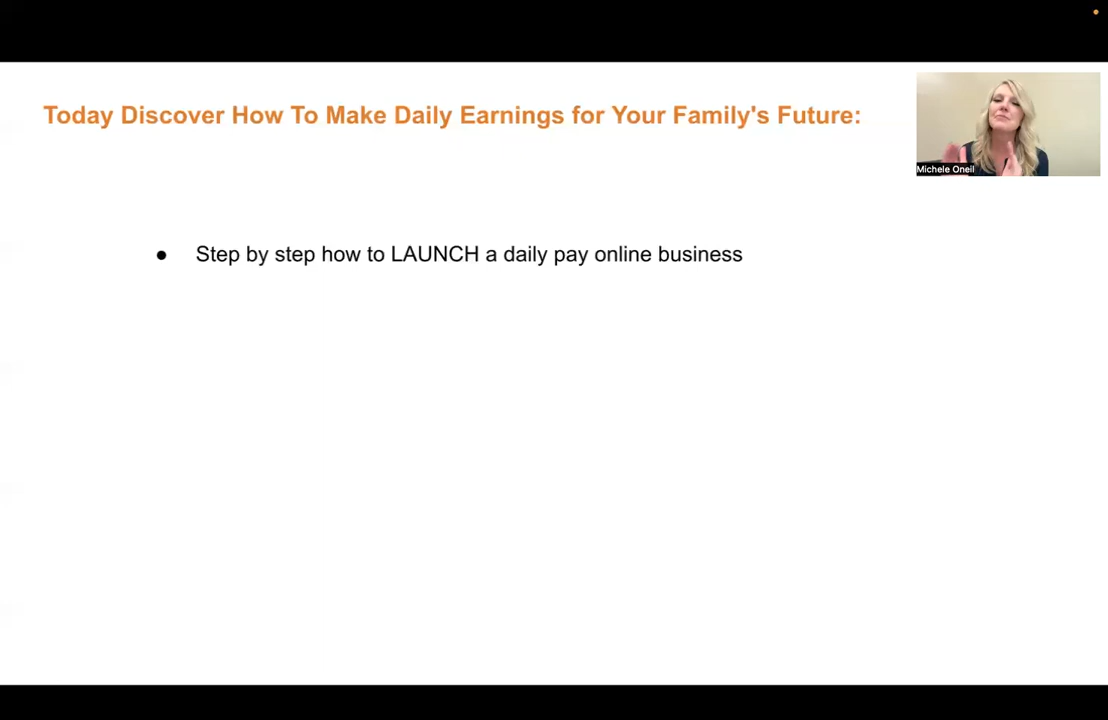 Today Discover How To Make Daily Earnings for Your Family's Future:
Michele Oneil
● Step by step how to LAUNCH a daily pay online business